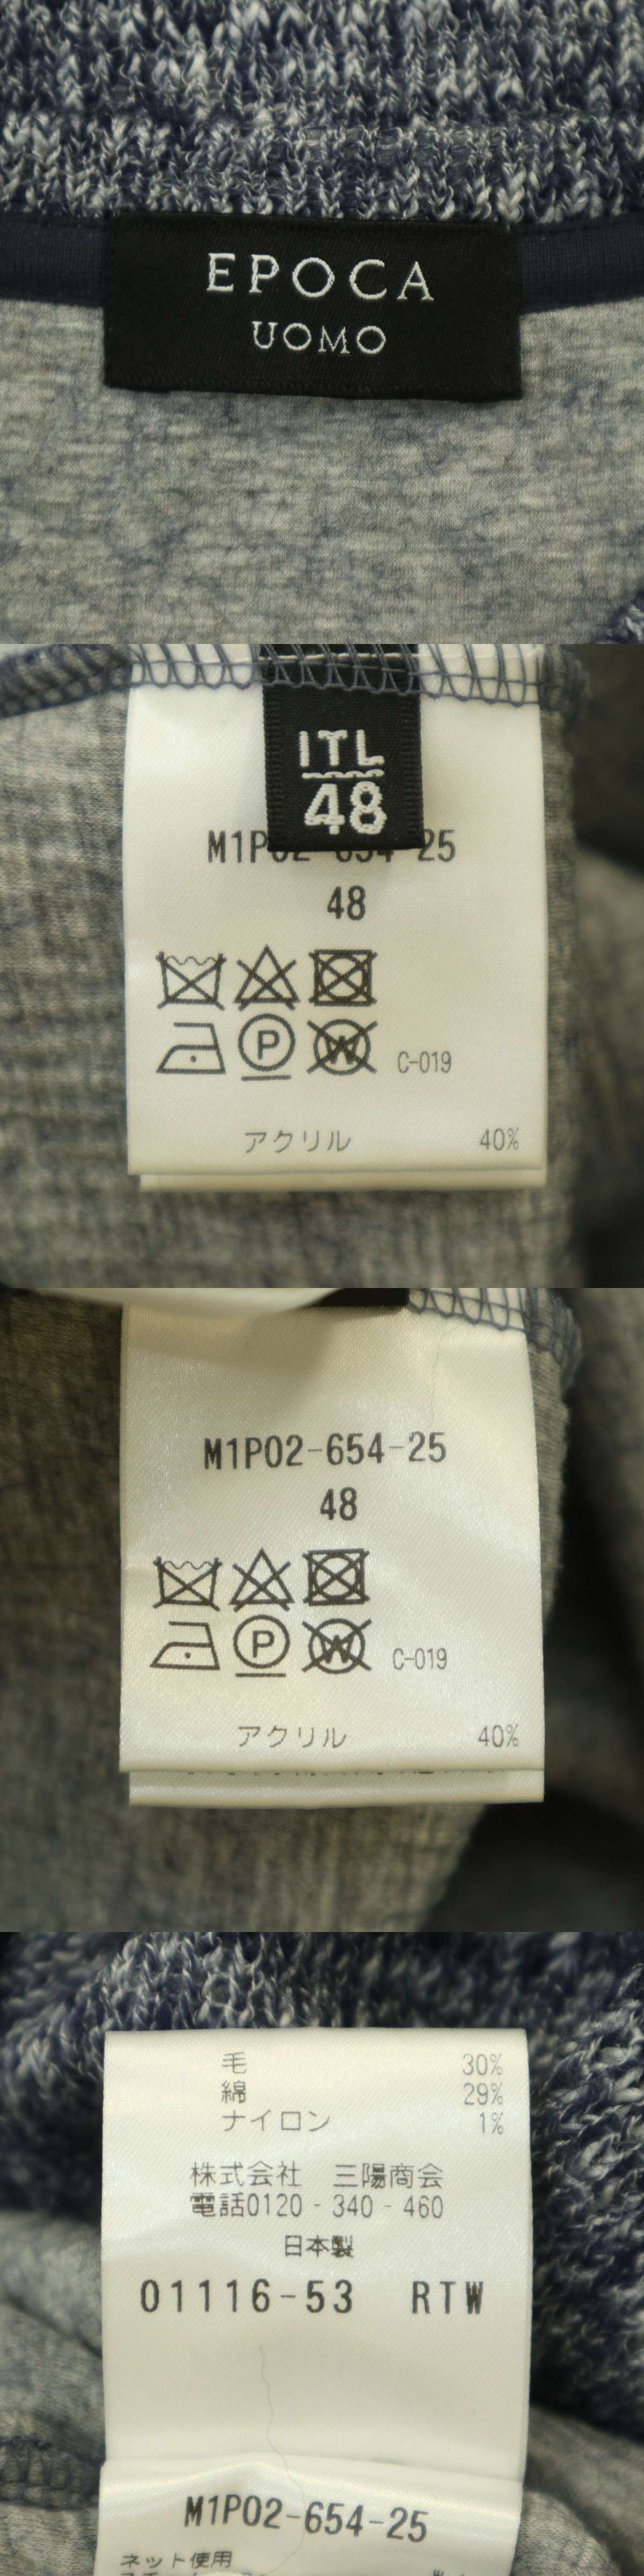 EPOCA
UOMO
ITL
48
M1P02-654-25
48
P
W
C-019
アクリル 40%
M1P02-654-25
48
P
W
C-019
アクリル 40%
毛 30%
綿 29%
ナイロン 1%
株式会社 三陽商会
電話0120-340-460
日本製
01116-53 RTW
M1P02-654-25
ネット使用